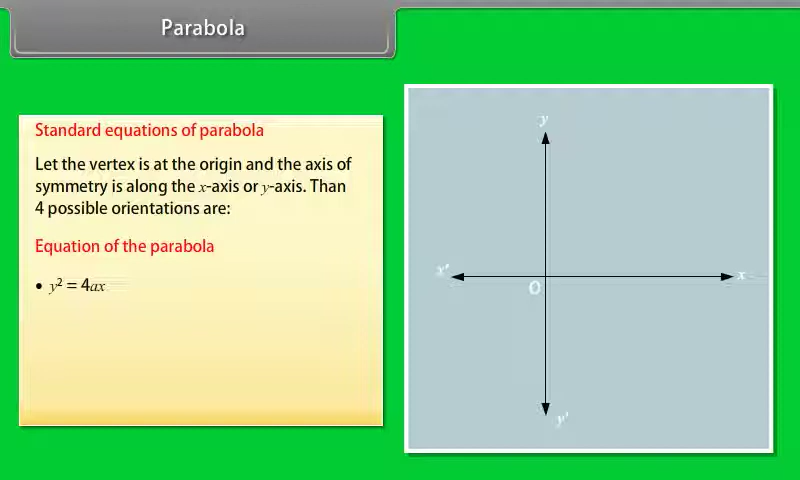 Parabola
Standard equations of parabola
Let the vertex is at the origin and the axis of
symmetry is along the x-axis or y-axis. Than
4 possible orientations are:
Equation of the parabola
• y² = 4ax
y
x'
x
O
y'